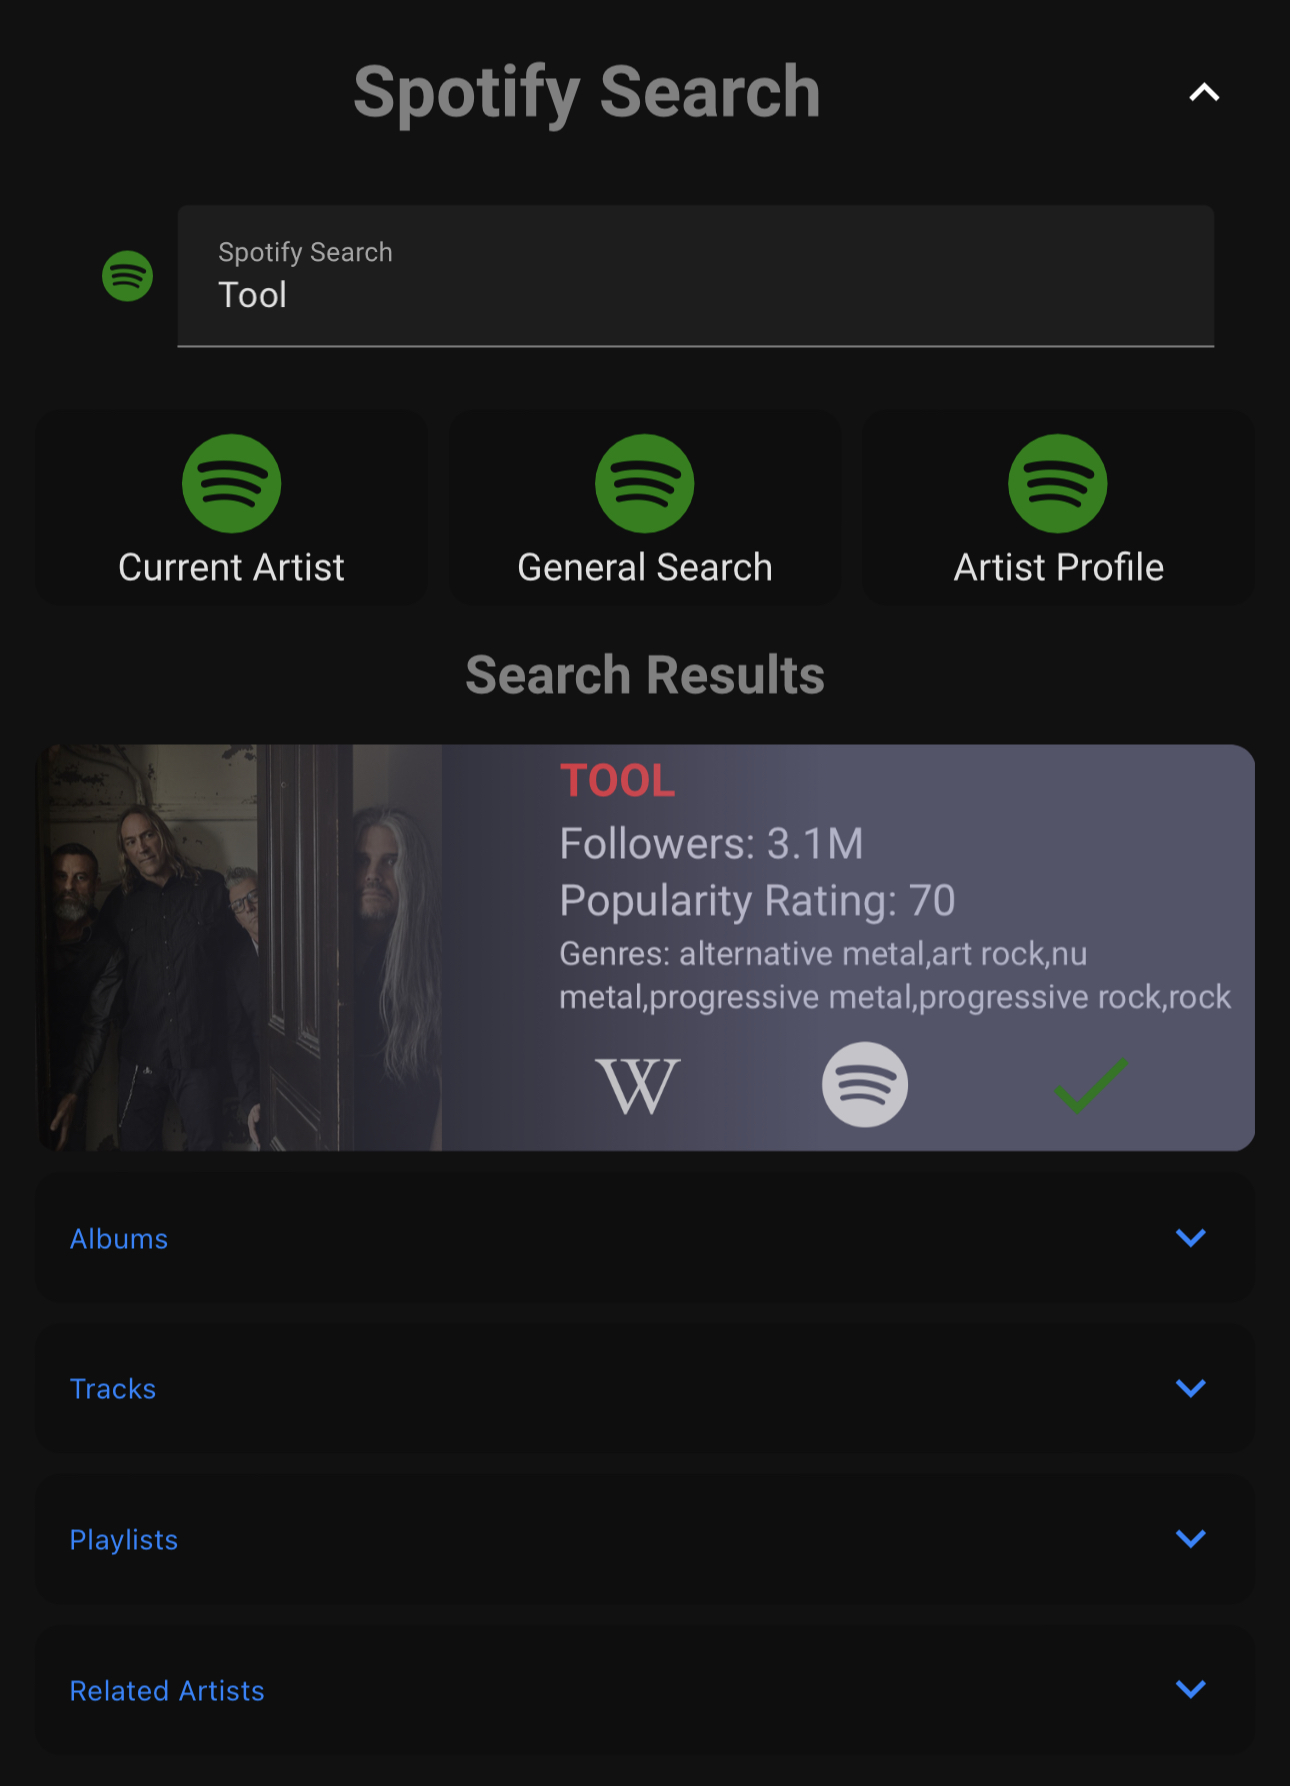 Spotify Search
Spotify Search
Tool
Current Artist
General Search
Artist Profile
Search Results
TOOL
Followers: 3.1M
Popularity Rating: 70
Genres: alternative metal,art rock,nu
metal,progressive metal,progressive rock,rock
W
Albums
Tracks
Playlists
Related Artists